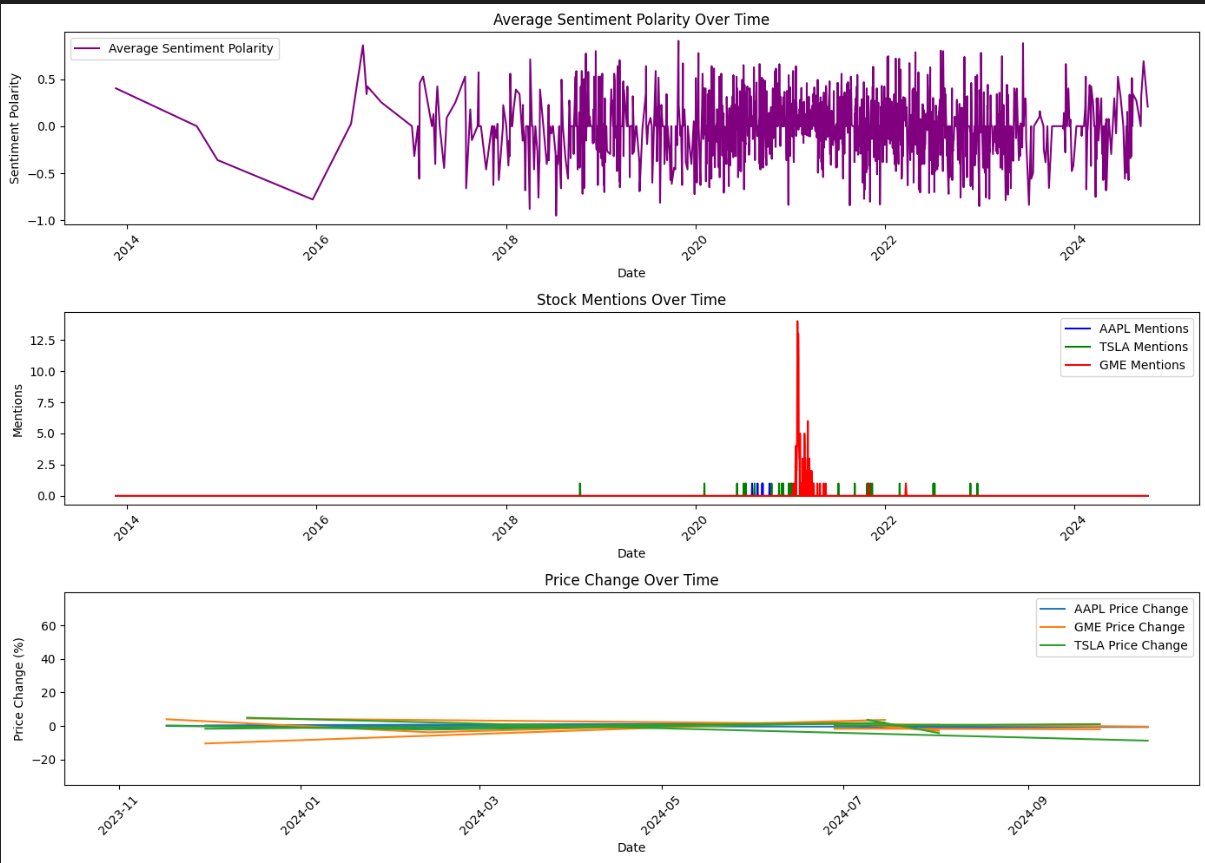 Average Sentiment Polarity Over Time
Average Sentiment Polarity
Sentiment Polarity
0.5
0.0
−0.5
−1.0
2014
2016
2018
2020
2022
2024
Date
Stock Mentions Over Time
AAPL Mentions
TSLA Mentions
GME Mentions
Mentions
12.5
10.0
7.5
5.0
2.5
0.0
2014
2016
2018
2020
2022
2024
Date
Price Change Over Time
AAPL Price Change
GME Price Change
TSLA Price Change
Price Change (%)
60
40
20
0
−20
2023-11
2024-01
2024-03
2024-05
2024-07
2024-09
Date